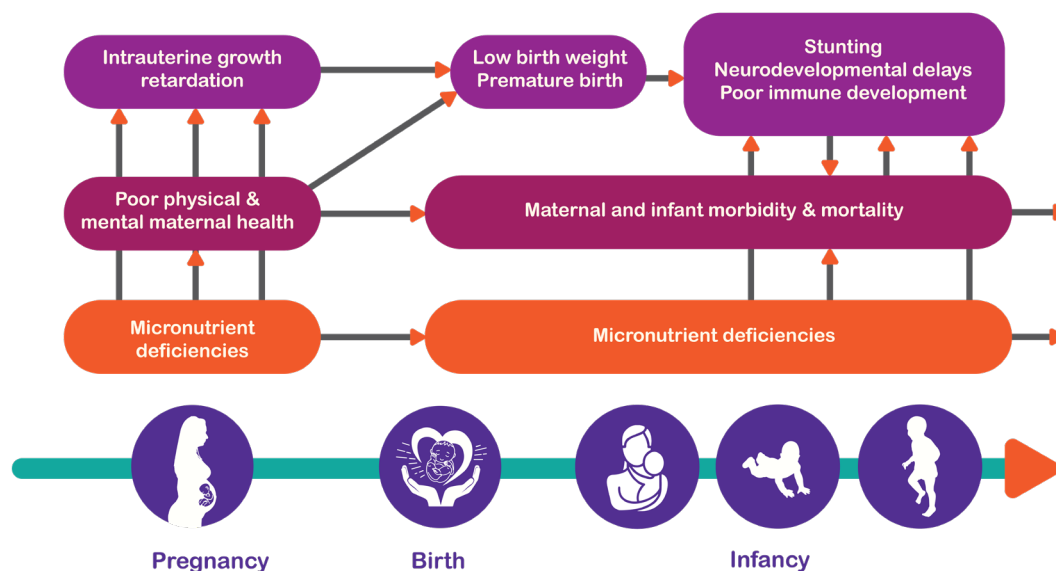 Intrauterine growth
retardation
Low birth weight
Premature birth
Stunting
Neurodevelopmental delays
Poor immune development
Poor physical &
mental maternal health
Maternal and infant morbidity & mortality
Micronutrient
deficiencies
Micronutrient deficiencies
Pregnancy
Birth
Infancy